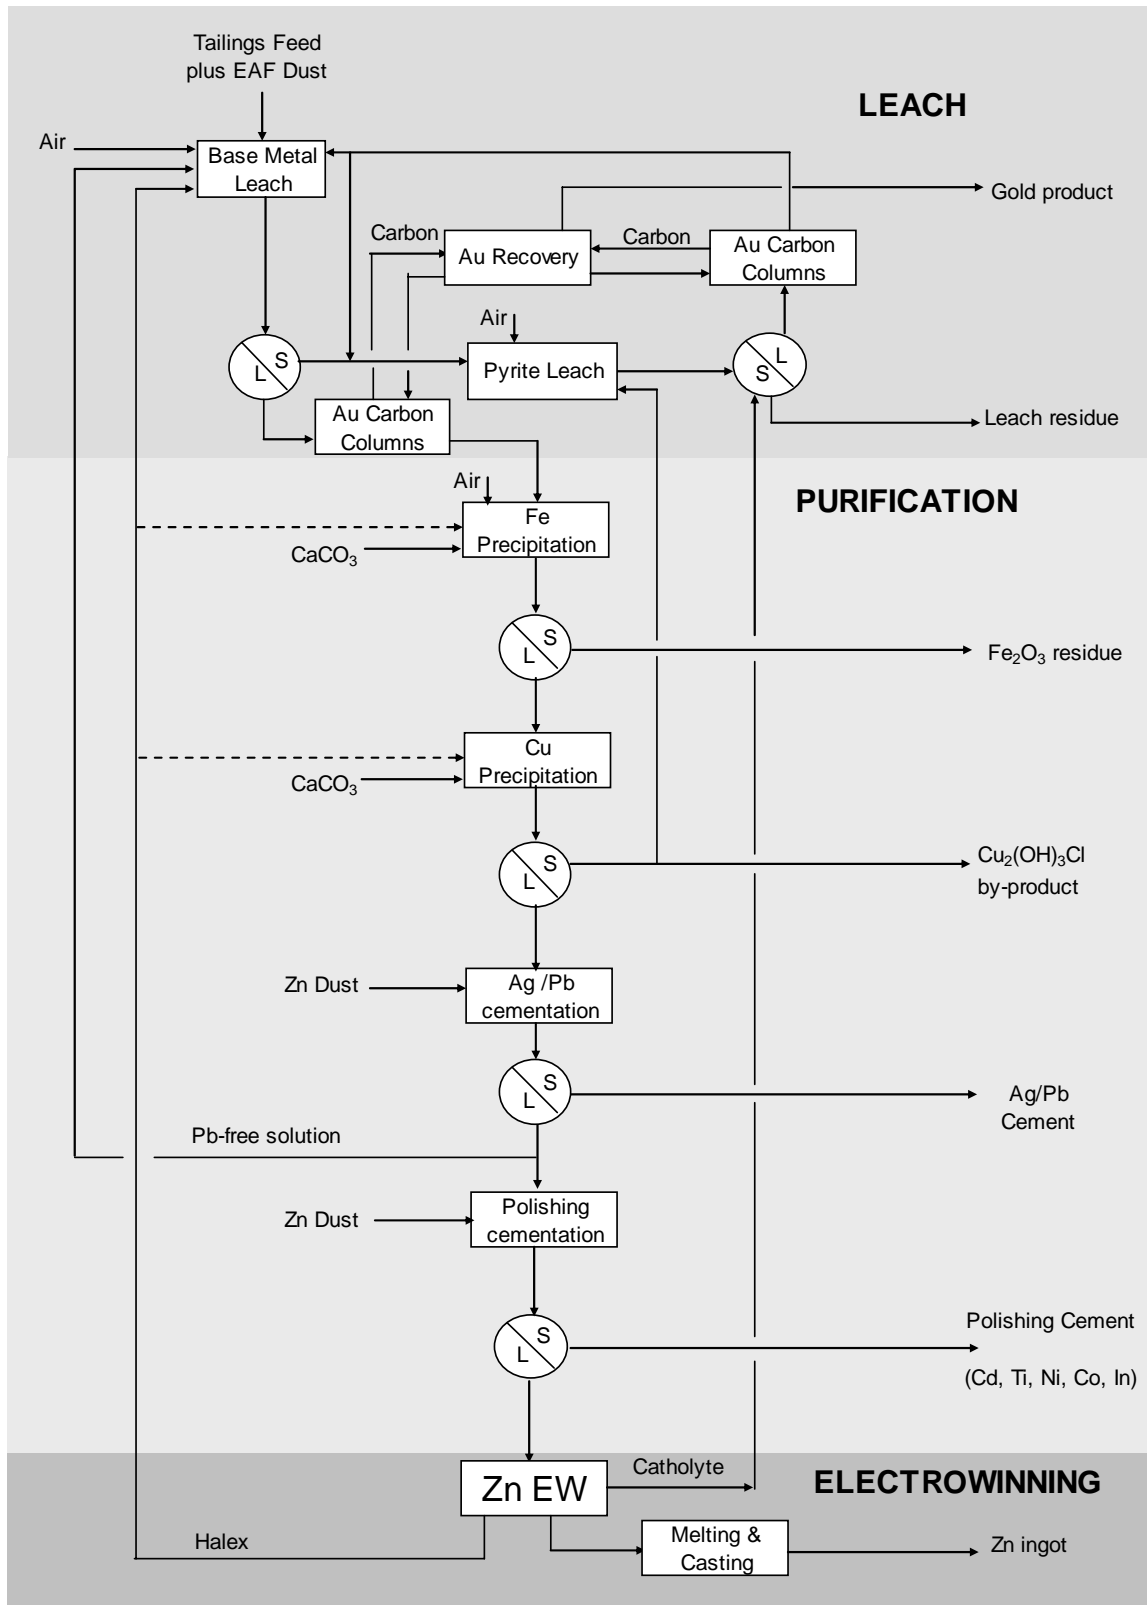 Tailings Feed
plus EAF Dust
LEACH
Air
Base Metal
Leach
Gold product
Carbon
Au Recovery
Carbon
Au Carbon
Columns
Air
S
L
Pyrite Leach
L
S
Au Carbon
Columns
Leach residue
PURIFICATION
Air
Fe
Precipitation
CaCO₃
S
L
Fe₂O₃ residue
Cu
Precipitation
CaCO₃
S
L
Cu₂(OH)₃Cl
by-product
Zn Dust
Ag /Pb
cementation
S
L
Ag/Pb
Cement
Pb-free solution
Zn Dust
Polishing
cementation
S
L
Polishing Cement
(Cd, Ti, Ni, Co, In)
Zn EW
Catholyte
ELECTROWINNING
Halex
Melting &
Casting
Zn ingot